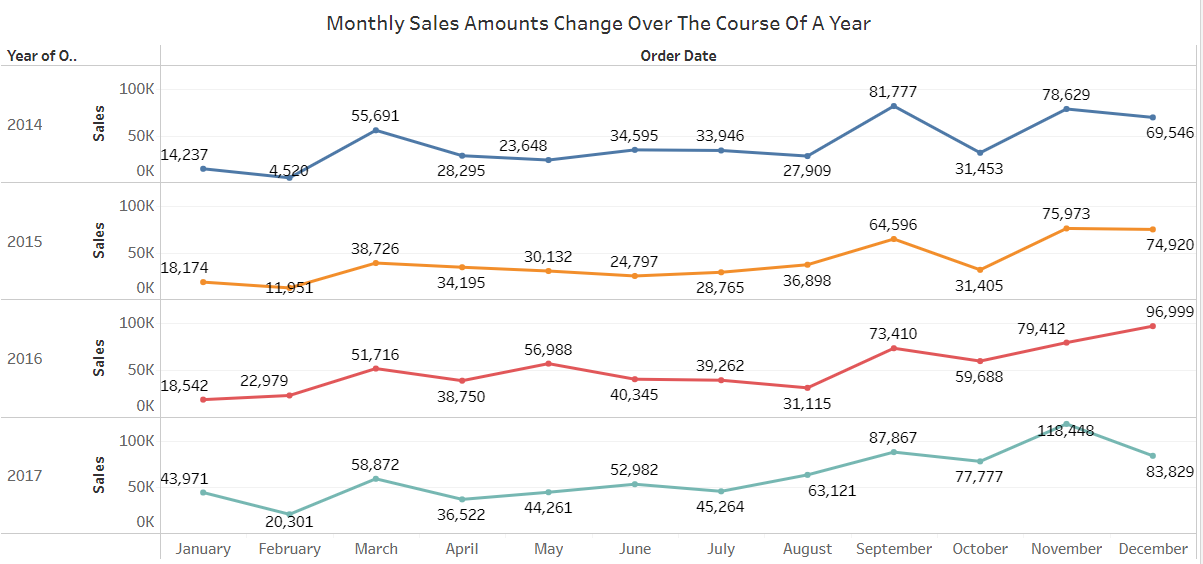 Monthly Sales Amounts Change Over The Course Of A Year
Year of O..
Order Date
2014
Sales
100K
50K
0K
14,237
4,520
55,691
28,295
23,648
34,595
33,946
27,909
81,777
31,453
78,629
69,546
2015
Sales
100K
50K
0K
18,174
11,951
38,726
34,195
30,132
24,797
28,765
36,898
64,596
31,405
75,973
74,920
2016
Sales
100K
50K
0K
18,542
22,979
51,716
38,750
56,988
40,345
39,262
31,115
73,410
59,688
79,412
96,999
2017
Sales
100K
50K
0K
43,971
20,301
58,872
36,522
44,261
52,982
45,264
63,121
87,867
77,777
118,448
83,829
January February March April May June July August September October November December